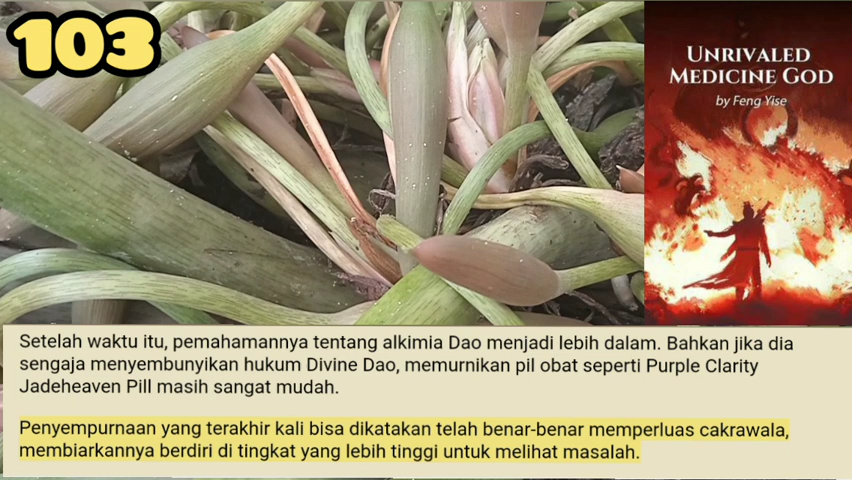 103
UNRIVALED
MEDICINE GOD
by Feng Yise
Setelah waktu itu, pemahamannya tentang alkimia Dao menjadi lebih dalam. Bahkan jika dia
sengaja menyembunyikan hukum Divine Dao, memurnikan pil obat seperti Purple Clarity
Jadeheaven Pill masih sangat mudah.
Penyempurnaan yang terakhir kali bisa dikatakan telah benar-benar memperluas cakrawala,
membiarkannya berdiri di tingkat yang lebih tinggi untuk melihat masalah.